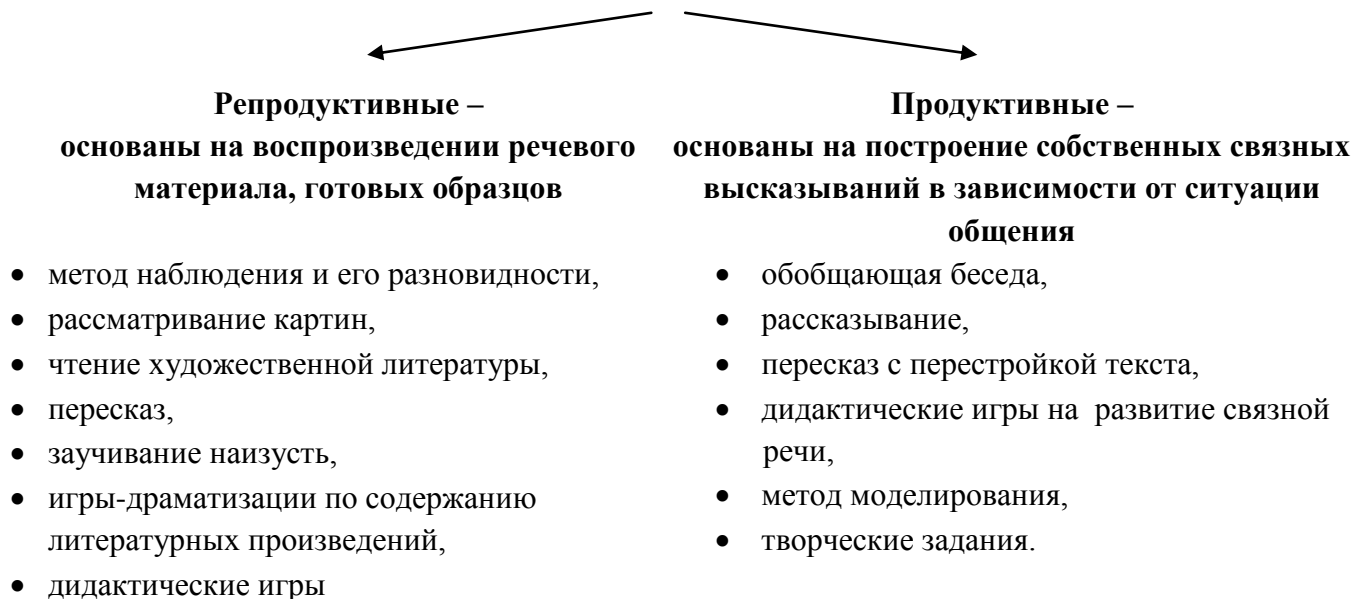 Репродуктивные –
основаны на воспроизведении речевого
материала, готовых образцов
• метод наблюдения и его разновидности,
• рассматривание картин,
• чтение художественной литературы,
• пересказ,
• заучивание наизусть,
• игры-драматизации по содержанию
литературных произведений,
• дидактические игры
Продуктивные –
основаны на построение собственных связных
высказываний в зависимости от ситуации
общения
• обобщающая беседа,
• рассказывание,
• пересказ с перестройкой текста,
• дидактические игры на развитие связной
речи,
• метод моделирования,
• творческие задания.